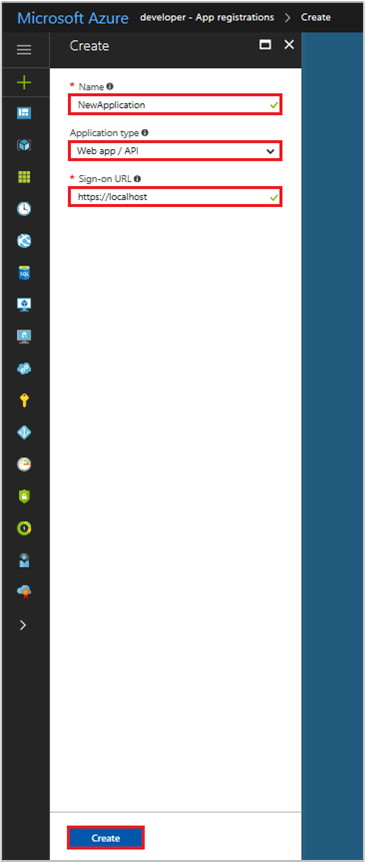 Microsoft Azure developer - App registrations > Create
Create
* Name
NewApplication
Application type
Web app / API
* Sign-on URL
https://localhost
SQL
Create